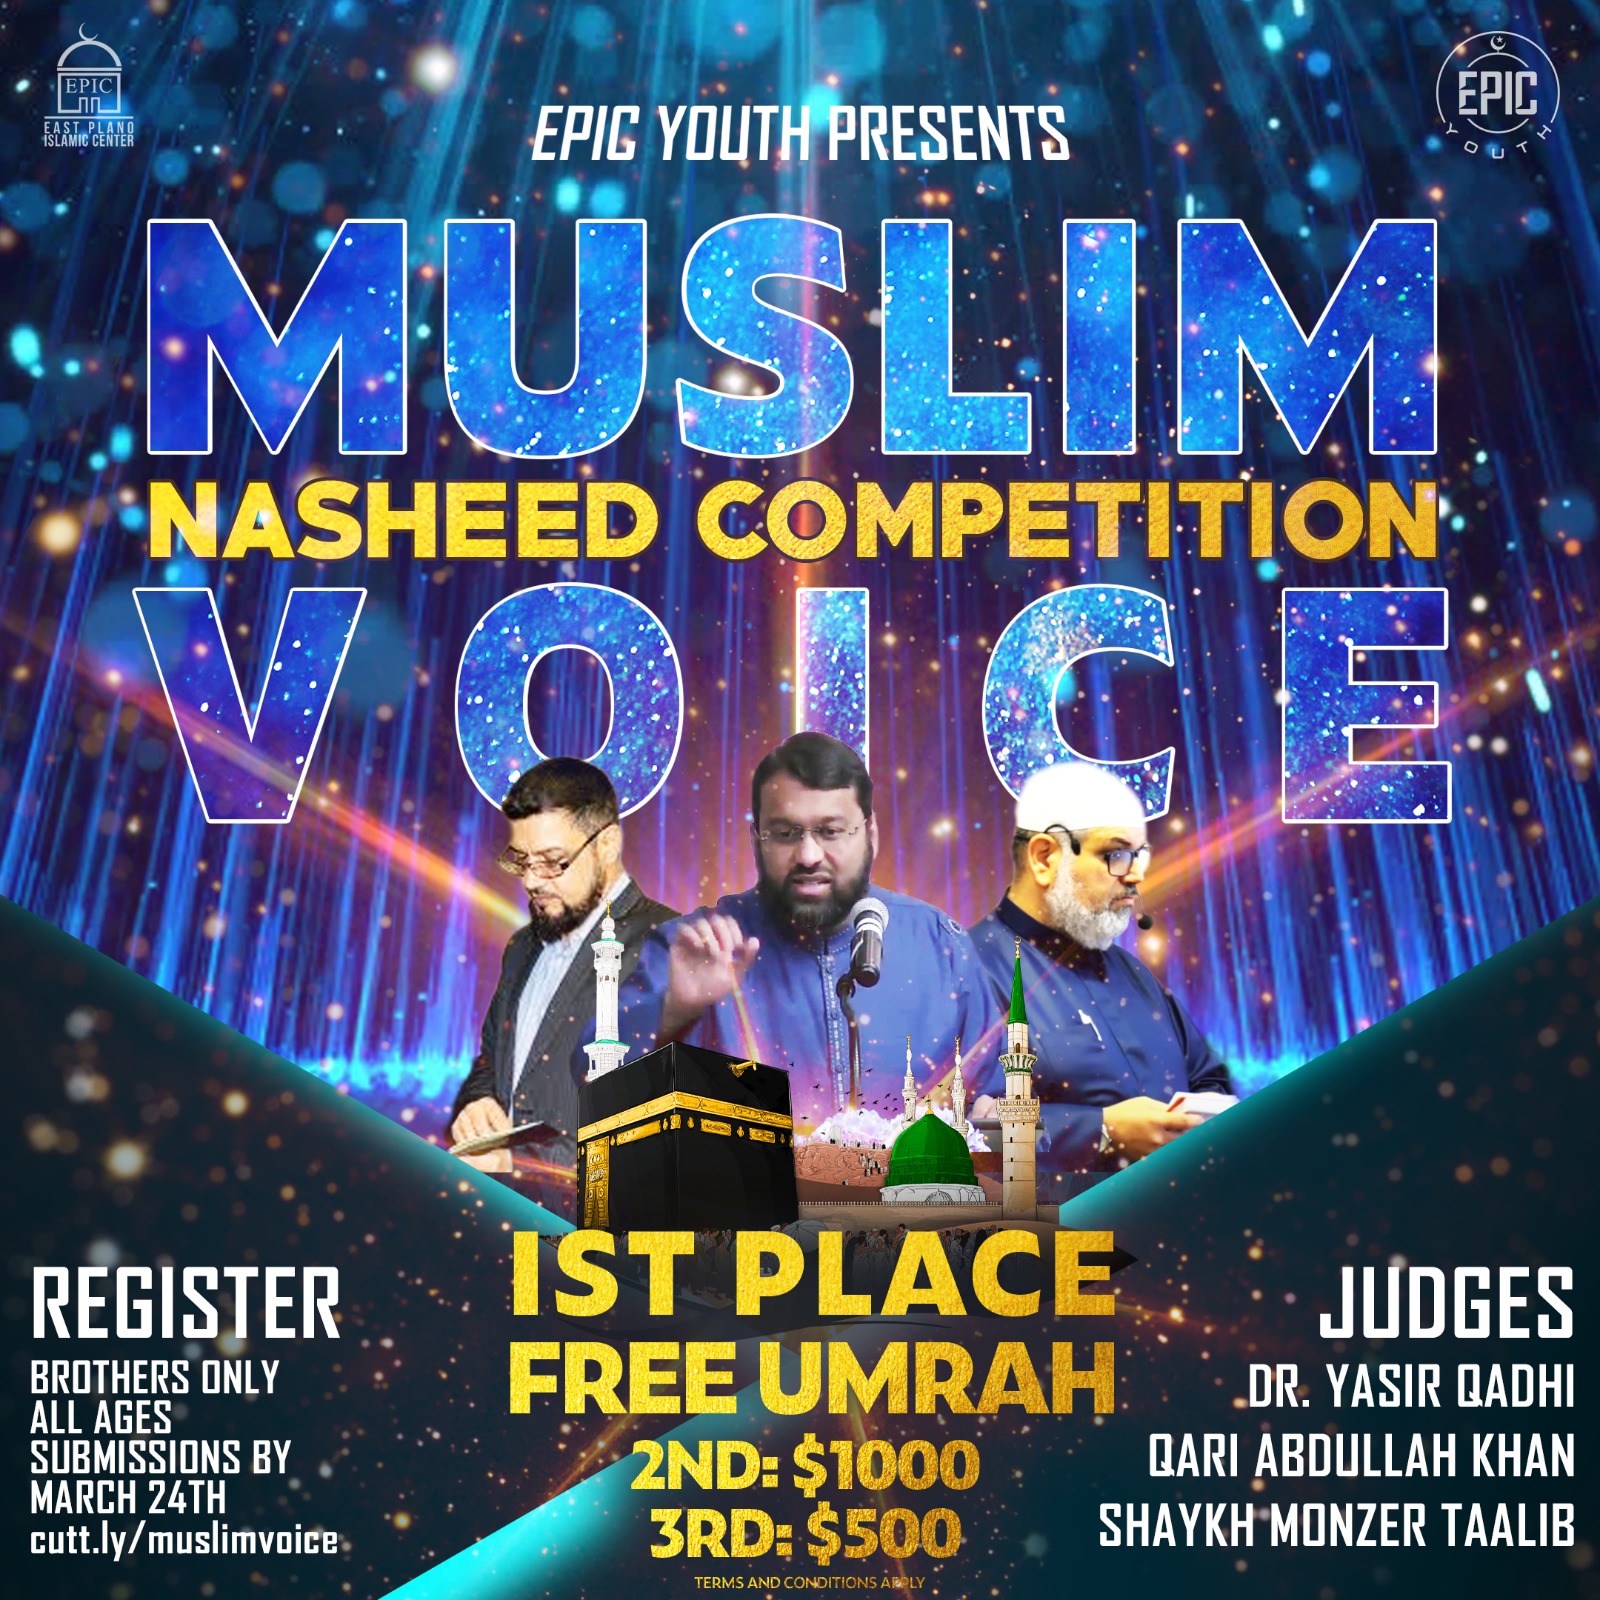 EPIC
EAST PLANO
ISLAMIC CENTER
EPIC
YOUTH
EPIC YOUTH PRESENTS
MUSLIM
NASHEED COMPETITION
VOICE
1ST PLACE
FREE UMRAH
2ND: $1000
3RD: $500
TERMS AND CONDITIONS APPLY
REGISTER
BROTHERS ONLY
ALL AGES
SUBMISSIONS BY
MARCH 24TH
cutt.ly/muslimvoice
JUDGES
DR. YASIR QADHI
QARI ABDULLAH KHAN
SHAYKH MONZER TAALIB